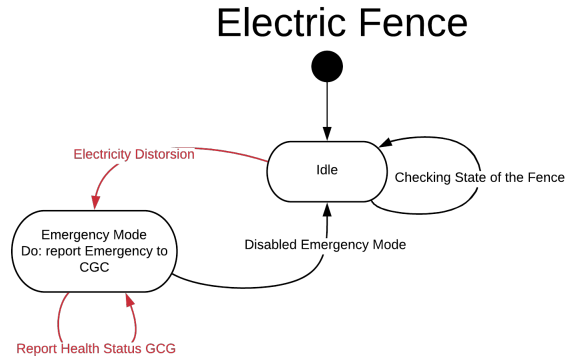 Electric Fence
Electricity Distorsion
Idle
Checking State of the Fence
Emergency Mode
Do: report Emergency to
CGC
Disabled Emergency Mode
Report Health Status GCG